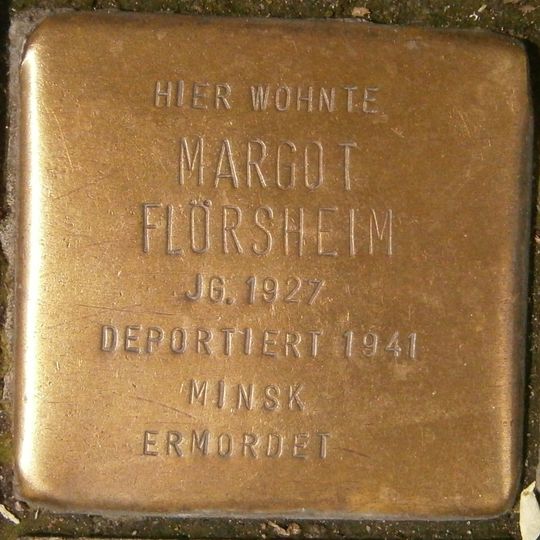 HIER WOHNTE
MARGOT
FLÖRSHEIM
JG. 1927
DEPORTIERT 1941
MINSK
ERMORDET